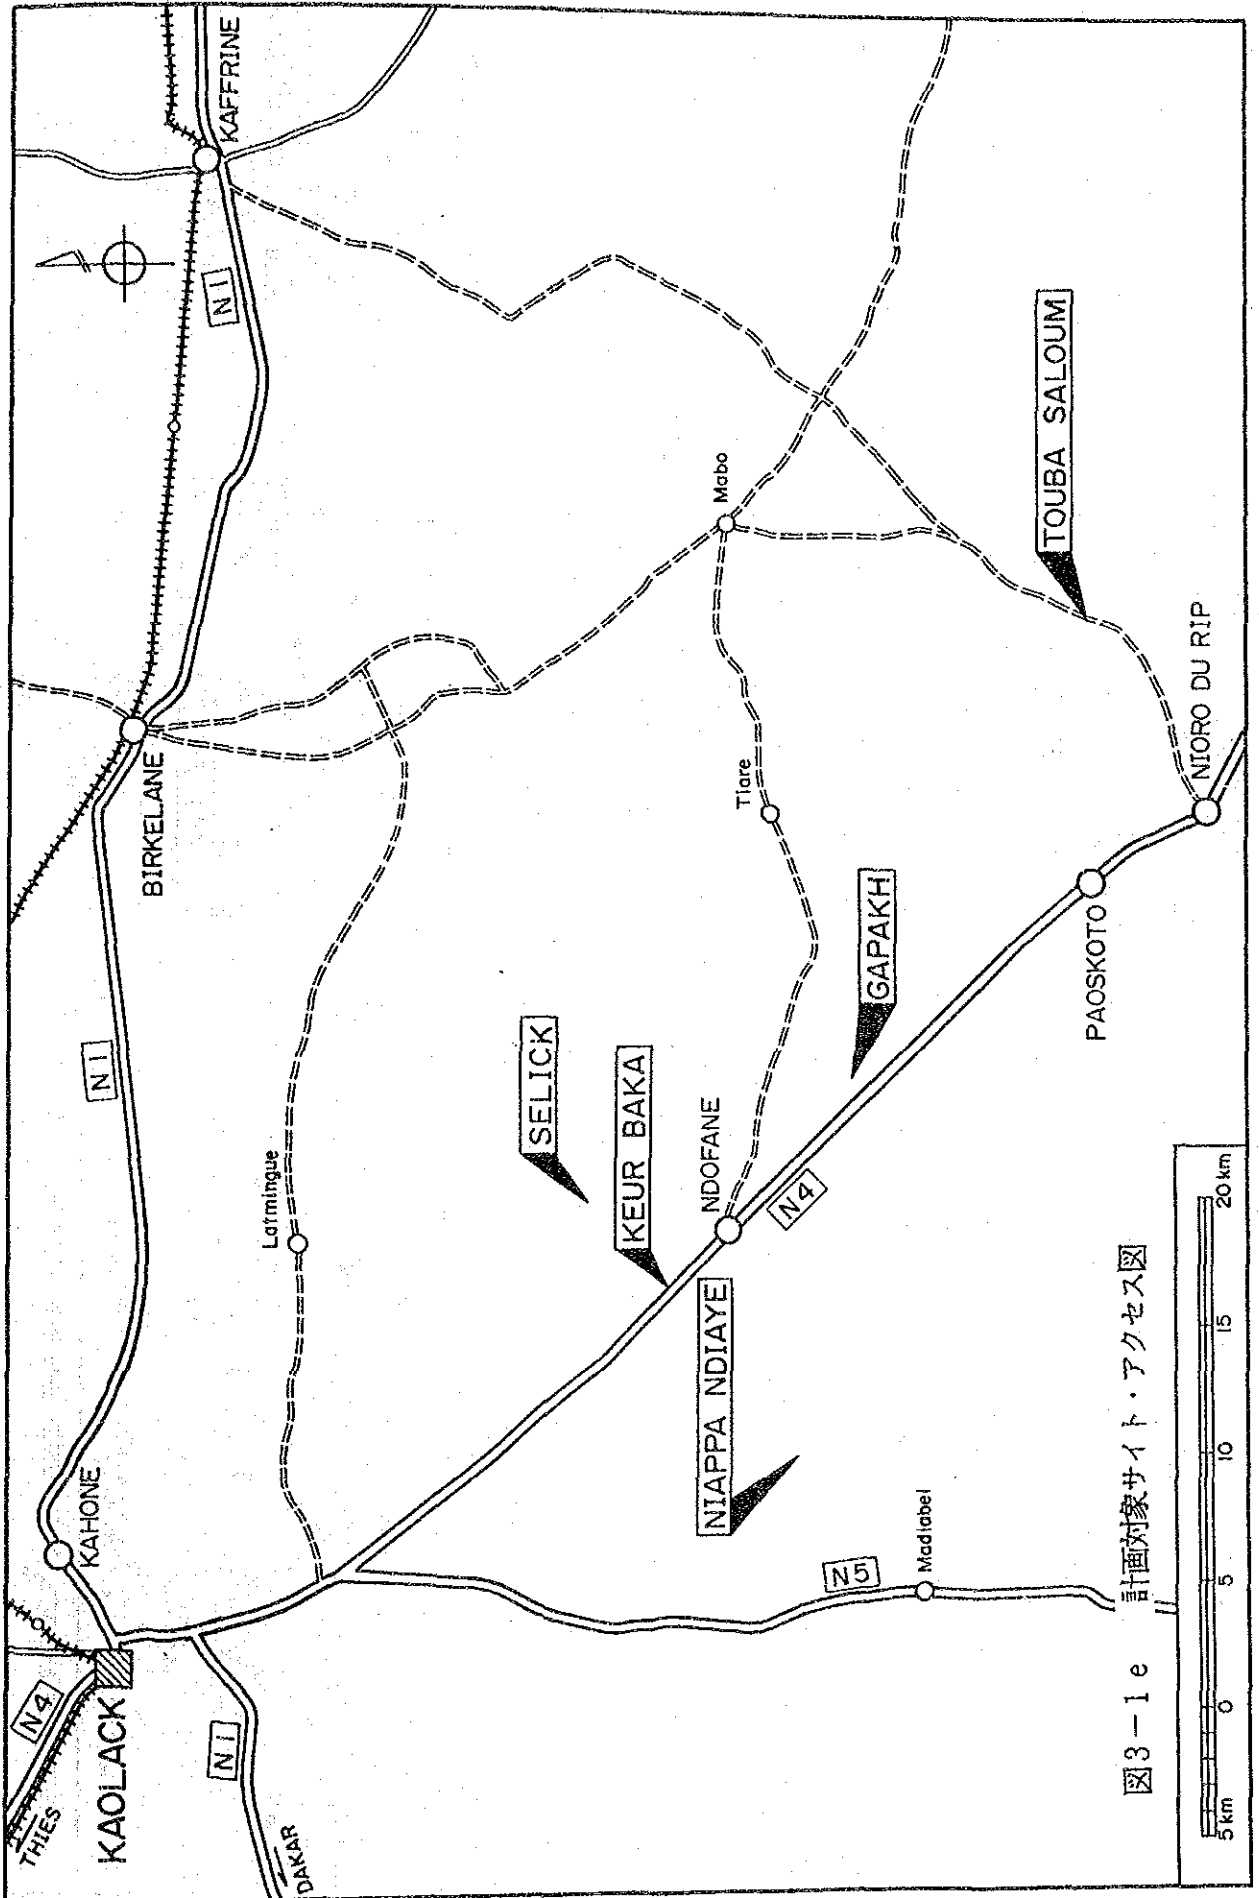 THIES
N4
KAOLACK
N1
DAKAR
KAHONE
N1
BIRKELANE
N1
KAFFRINE
Latmingue
SELICK
KEUR BAKA
NDOFANE
N4
NIAPPA NDIAYE
N5
Madiabel
GAPAKH
Tiare
Mabo
TOUBA SALOUM
PAOSKOTO
NIORO DU RIP
図3-1e 計画対象サイト・アクセス図
5km 0 5 10 15 20km